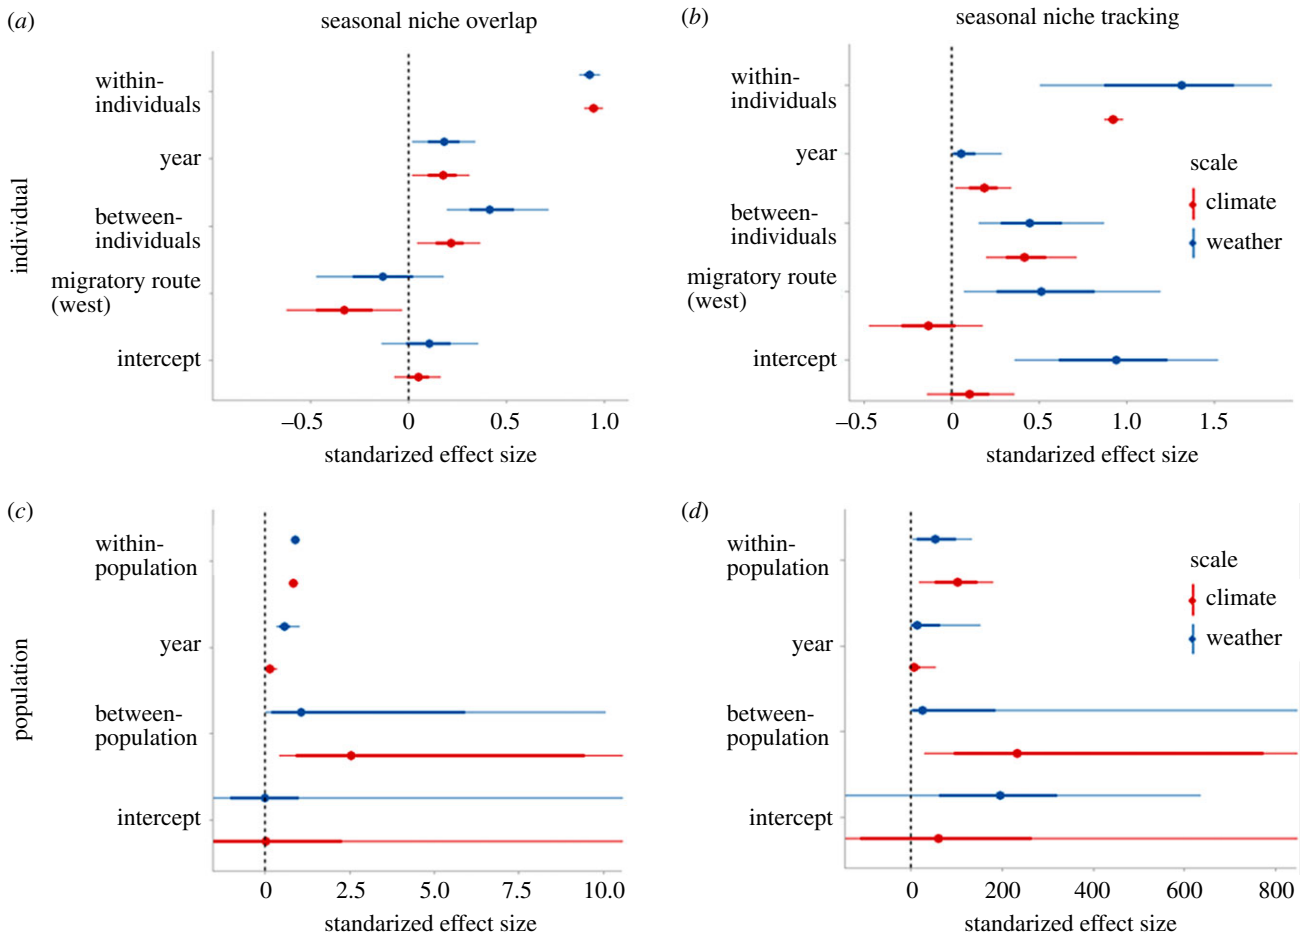 (a)
seasonal niche overlap
individual
within-
individuals
year
between-
individuals
migratory route
(west)
intercept
–0.5
0
0.5
1.0
standarized effect size
(b)
seasonal niche tracking
within-
individuals
year
between-
individuals
migratory route
(west)
intercept
scale
climate
weather
–0.5
0
0.5
1.0
1.5
standarized effect size
(c)
population
within-
population
year
between-
population
intercept
0
2.5
5.0
7.5
10.0
standarized effect size
(d)
within-
population
year
between-
population
intercept
scale
climate
weather
0
200
400
600
800
standarized effect size